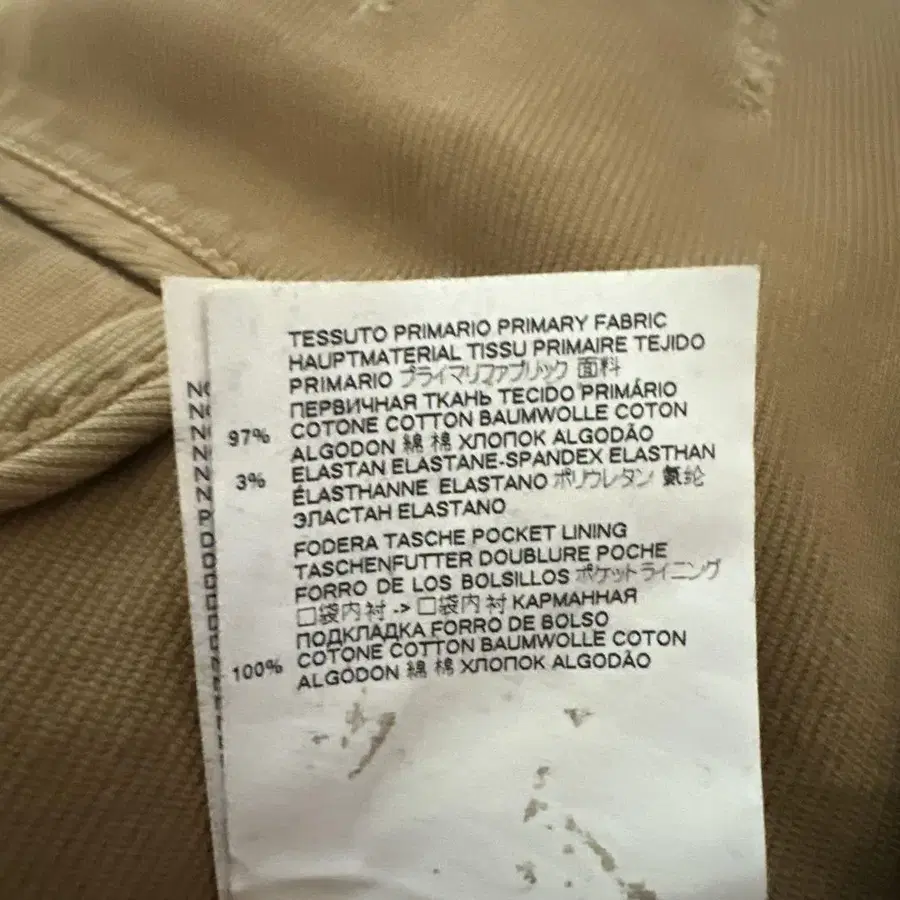 TESSUTO PRIMARIO PRIMARY FABRIC
HAUPTMATERIAL TISSU PRIMAIRE TEJIDO
PRIMARIO プライマリファブリック 面料
ПЕРВИЧНАЯ ТКАНЬ TECIDO PRIMÁRIO
97% COTONE COTTON BAUMWOLLE COTON
ALGODON 綿 棉 ХЛОПОК ALGODÃO
3% ELASTAN ELASTANE-SPANDEX ELASTHAN
ÉLASTHANNE ELASTANO ポリウレタン 氨纶
ЭЛАСТАН ELASTANO
FODERA TASCHE POCKET LINING
TASCHENFUTTER DOUBLURE POCHE
FORRO DE LOS BOLSILLOS ポケットライニング
口袋内衬 -> 口袋内衬 КАРМАННАЯ
ПОДКЛАДКА FORRO DE BOLSO
100% COTONE COTTON BAUMWOLLE COTON
ALGODON 綿 棉 ХЛОПОК ALGODÃO